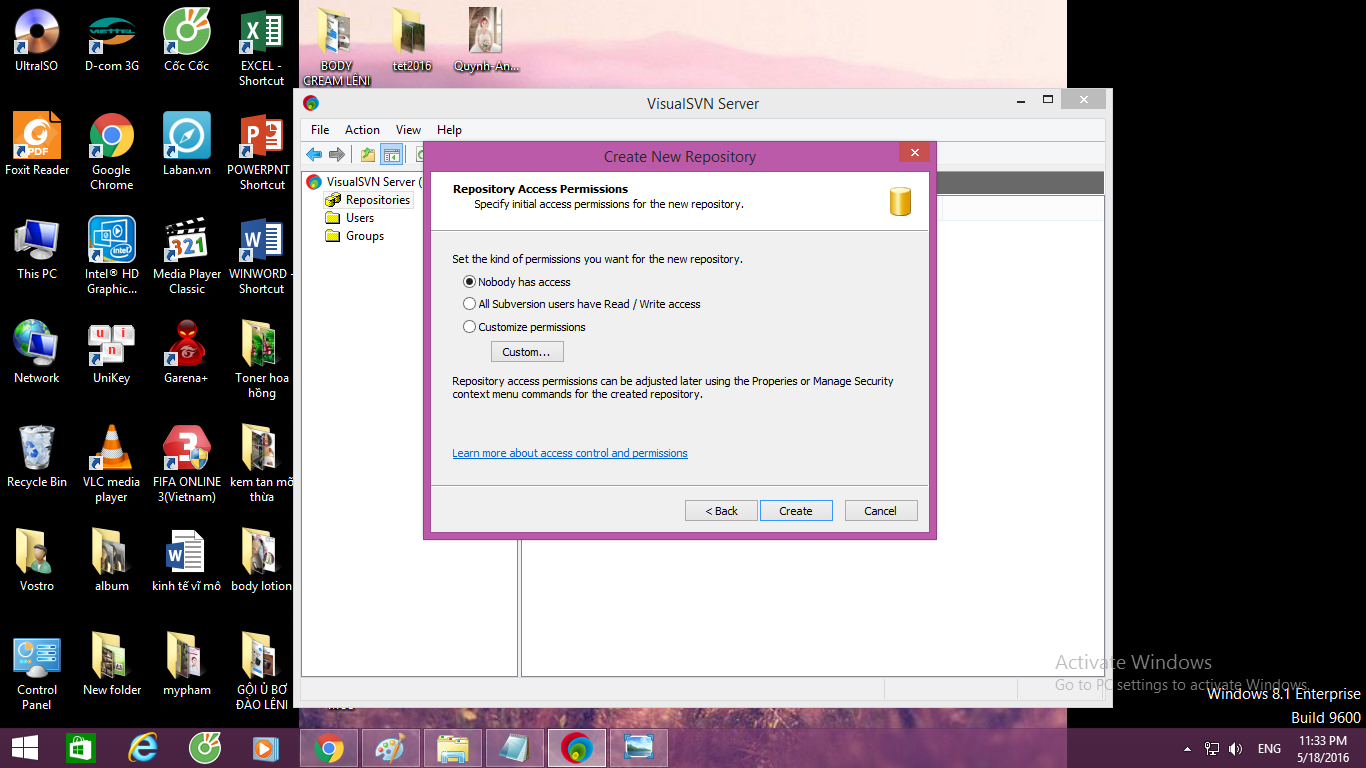 UltraISO
D-com 3G
Cốc Cốc
EXCEL -
Shortcut
BODY
CREAM LÊNI
tet2016
Quynh-An...
Foxit Reader
Google
Chrome
Laban.vn
POWERPNT
Shortcut
This PC
Intel® HD
Graphic...
Media Player
Classic
WINWORD -
Shortcut
Network
UniKey
Garena+
Toner hoa
hồng
Recycle Bin
VLC media
player
FIFA ONLINE
3(Vietnam)
kem tan mỡ
thừa
Vostro
album
kinh tế vĩ mô
body lotion
Control
Panel
New folder
mypham
GỘI Ủ BƠ
ĐÀO LÊNI
VIETTEL
PDF
intel
321
u i
n
3
VisualSVN Server
File Action View Help
VisualSVN Server (
Repositories
Users
Groups
Create New Repository
Repository Access Permissions
Specify initial access permissions for the new repository.
Set the kind of permissions you want for the new repository.
Nobody has access
All Subversion users have Read / Write access
Customize permissions
Custom...
Repository access permissions can be adjusted later using the Properies or Manage Security
context menu commands for the created repository.
Learn more about access control and permissions
< Back
Create
Cancel
Activate Windows
Go to PC settings to activate Windows.
Windows 8.1 Enterprise
Build 9600
ENG
11:33 PM
5/18/2016